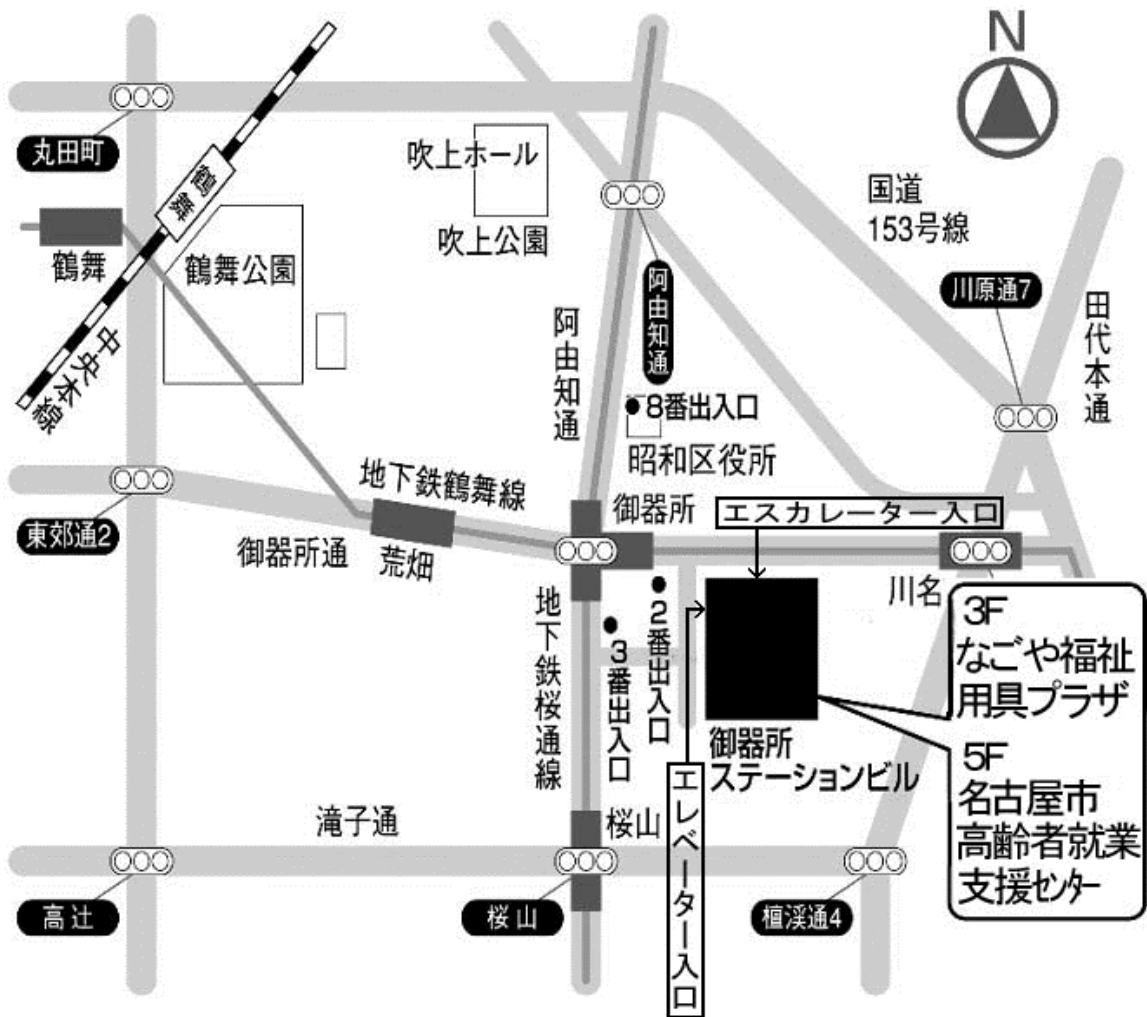 N
丸田町
鶴舞
吹上ホール
国道
153号線
鶴舞
鶴舞公園
吹上公園
阿由知通
川原通7
田代本通
中央本線
阿由知通
8番出入口
昭和区役所
地下鉄鶴舞線
御器所
エスカレーター入口
東郊通2
御器所通
荒畑
川名
地下鉄桜通線
3番出入口
2番出入口
3F
なごや福祉
用具プラザ
御器所
ステーションビル
5F
名古屋市
高齢者就業
支援センター
エレベーター入口
滝子通
桜山
高辻
桜山
檀渓通4